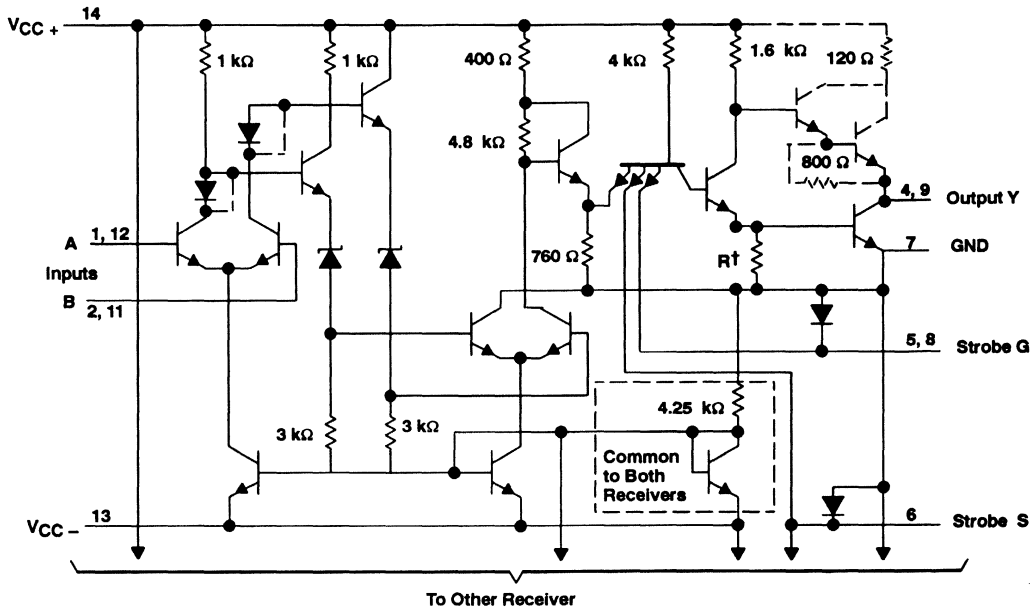 VCC + 14
1 kΩ
1 kΩ
400 Ω
4 kΩ
1.6 kΩ
120 Ω
4.8 kΩ
800 Ω
4, 9 Output Y
A 1, 12
7 GND
Inputs
760 Ω
R†
B
2, 11
5, 8 Strobe G
4.25 kΩ
3 kΩ
3 kΩ
Common
to Both
Receivers
VCC – 13
6 Strobe S
To Other Receiver